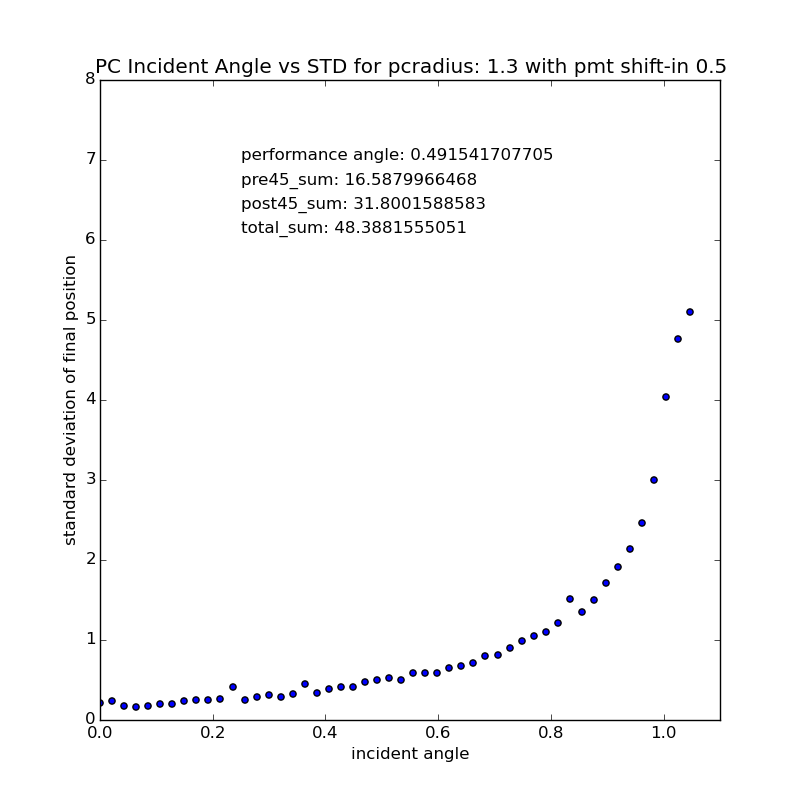 PC Incident Angle vs STD for pcradius: 1.3 with pmt shift-in 0.5
8
7
6
5
4
3
2
1
0
standard deviation of final position
performance angle: 0.491541707705
pre45_sum: 16.5879966468
post45_sum: 31.8001588583
total_sum: 48.3881555051
0.0 0.2 0.4 0.6 0.8 1.0
incident angle